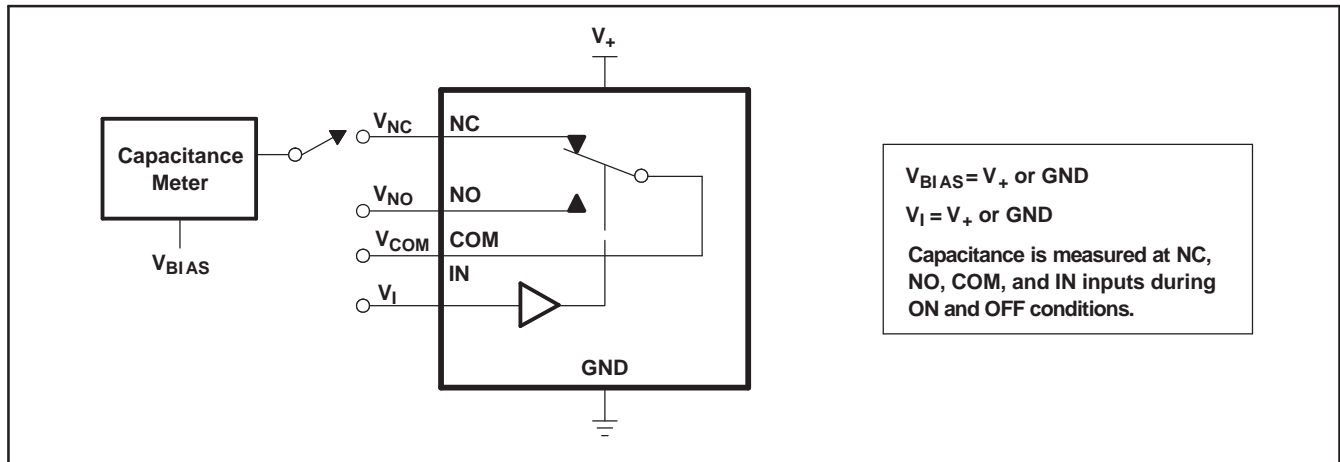 V+
Capacitance
Meter
VBIAS
VNC
NC
VNO
NO
VCOM
COM
IN
VI
GND
VBIAS = V+ or GND
VI = V+ or GND
Capacitance is measured at NC,
NO, COM, and IN inputs during
ON and OFF conditions.